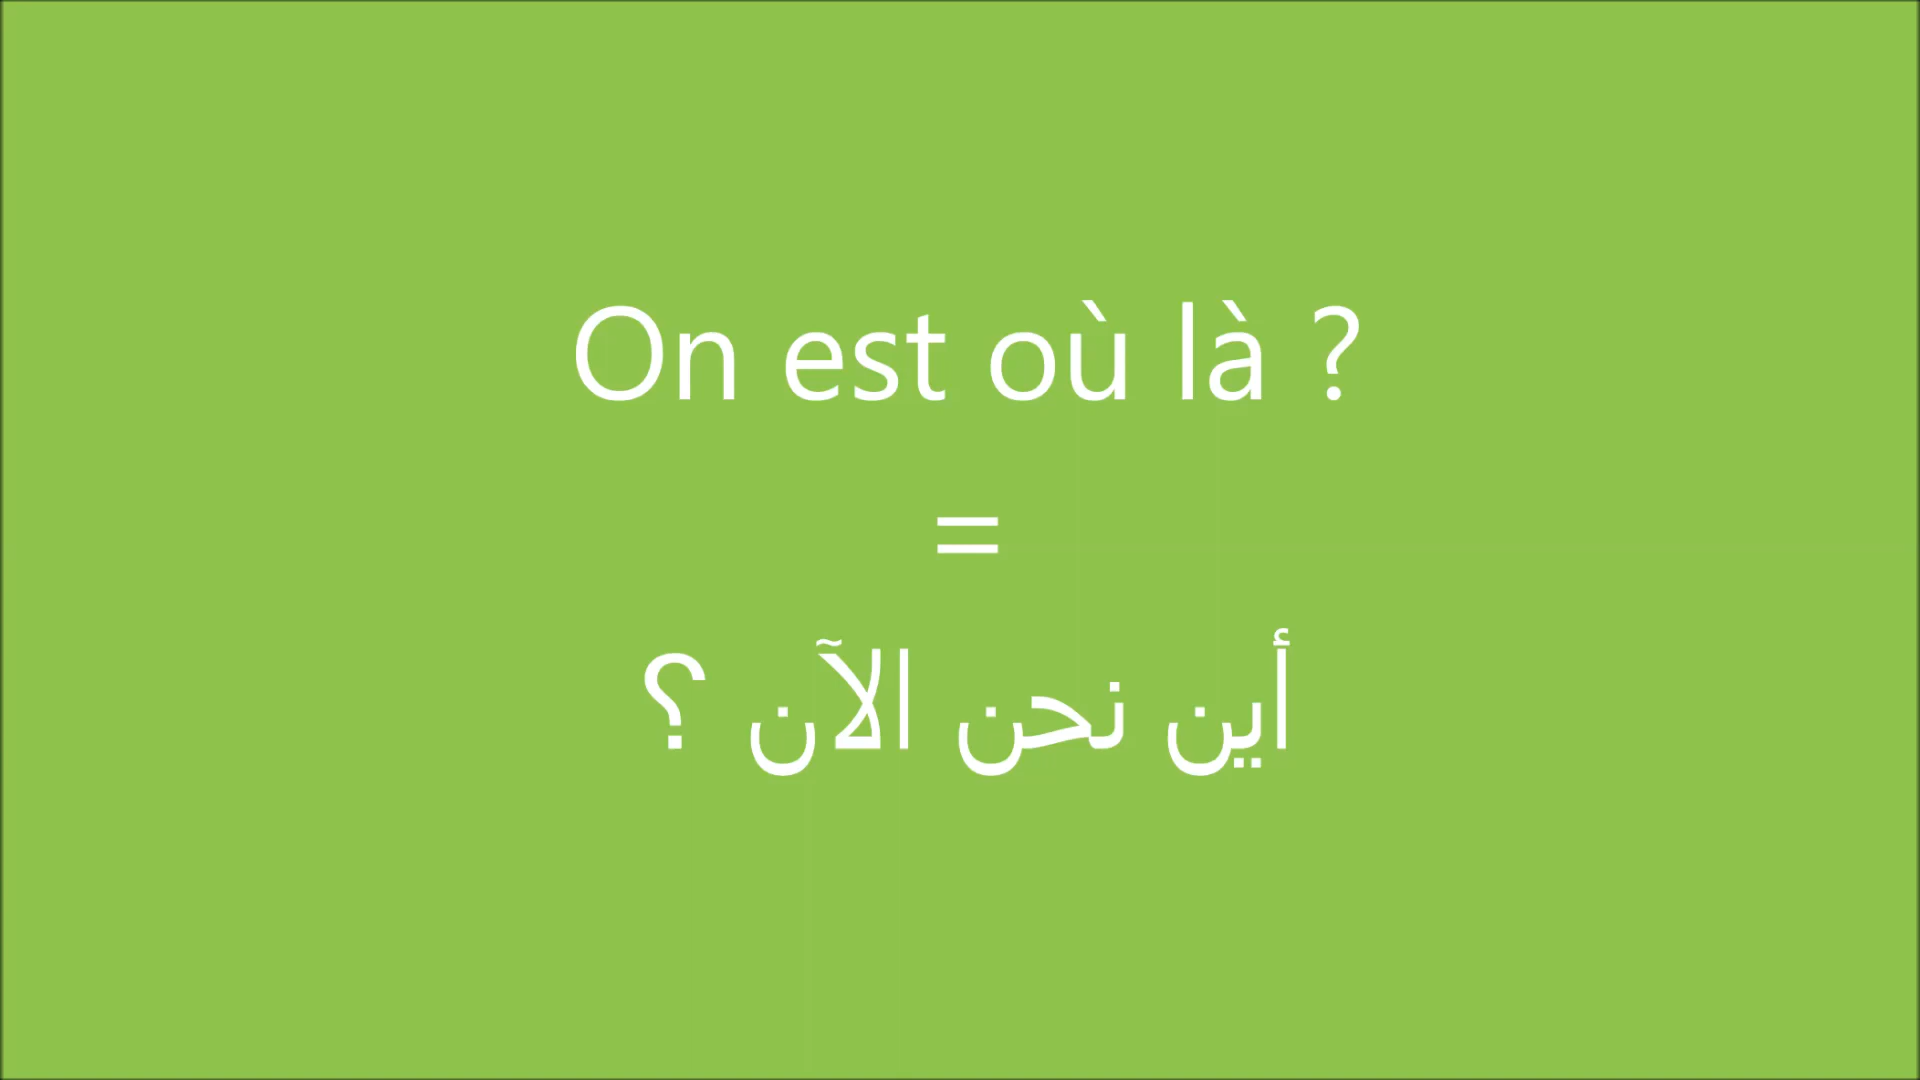 On est où là ?
=
أين نحن الآن ؟